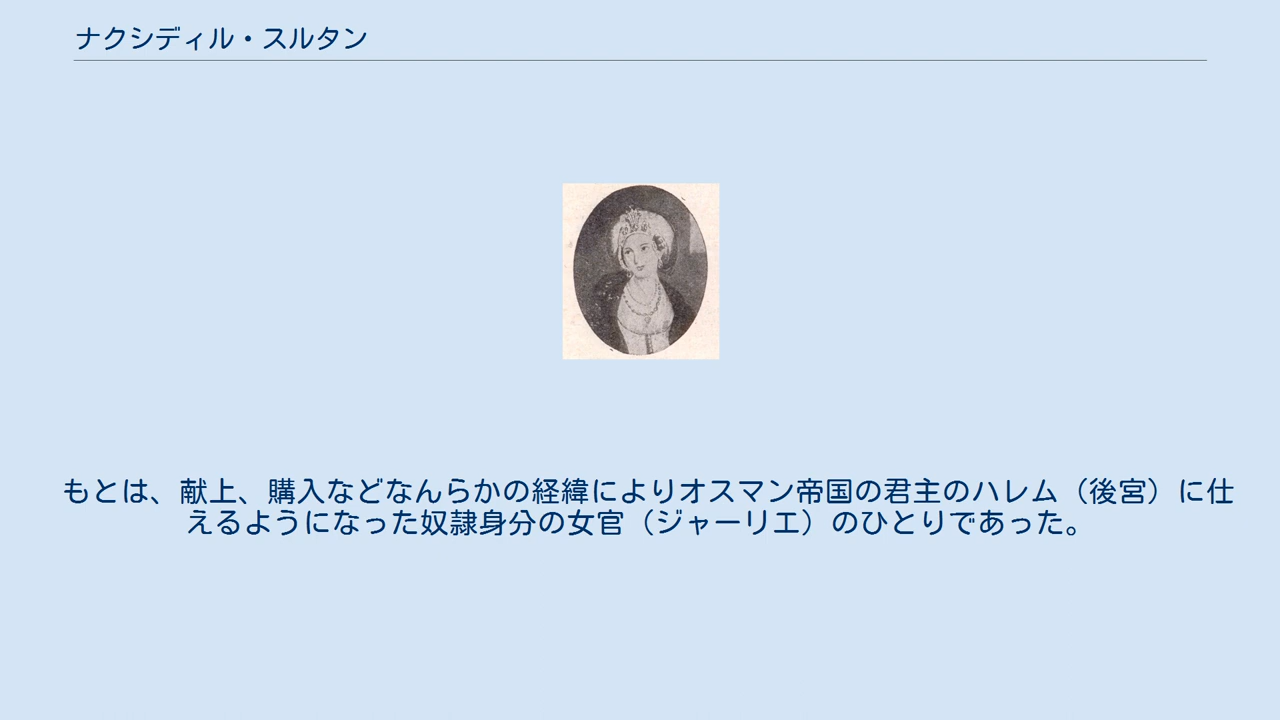 ナクシディル・スルタン
もとは、献上、購入などなんらかの経緯によりオスマン帝国の君主のハレム（後宮）に仕
えるようになった奴隷身分の女官（ジャーリエ）のひとりであった。